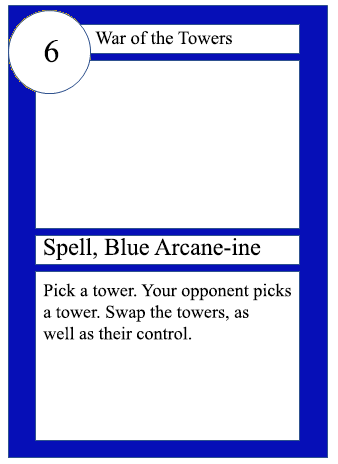 6
War of the Towers
Spell, Blue Arcane-ine
Pick a tower. Your opponent picks
a tower. Swap the towers, as
well as their control.